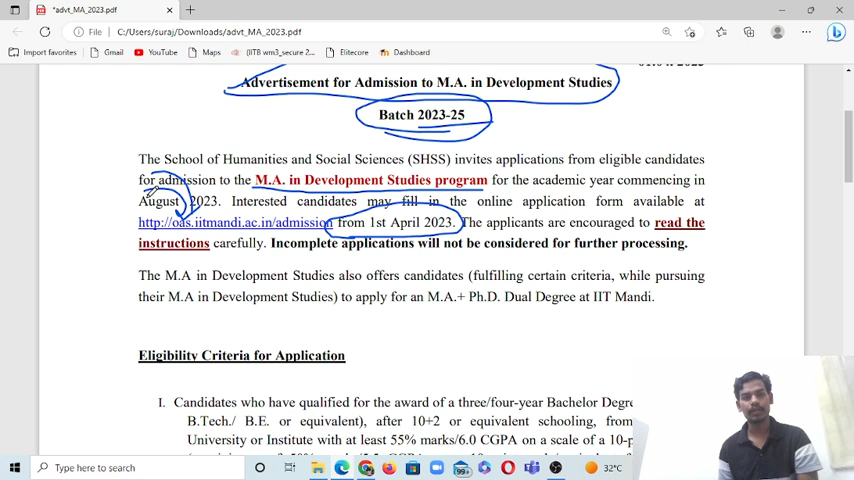 *advt_MA_2023.pdf
File
C:/Users/suraj/Downloads/advt_MA_2023.pdf
Import favorites
Gmail
YouTube
Maps
(IITB wm3_secure 2...
Elitecore
Dashboard
Advertisement for Admission to M.A. in Development Studies
Batch 2023-25
The School of Humanities and Social Sciences (SHSS) invites applications from eligible candidates
for admission to the M.A. in Development Studies program for the academic year commencing in
August 2023. Interested candidates may fill in the online application form available at
http://oas.iitmandi.ac.in/admission from 1st April 2023. The applicants are encouraged to read the
instructions carefully. Incomplete applications will not be considered for further processing.
The M.A in Development Studies also offers candidates (fulfilling certain criteria, while pursuing
their M.A in Development Studies) to apply for an M.A.+ Ph.D. Dual Degree at IIT Mandi.
Eligibility Criteria for Application
I. Candidates who have qualified for the award of a three/four-year Bachelor Degre
B.Tech./ B.E. or equivalent), after 10+2 or equivalent schooling, from
University or Institute with at least 55% marks/6.0 CGPA on a scale of a 10-p
Type here to search
99+
32°C